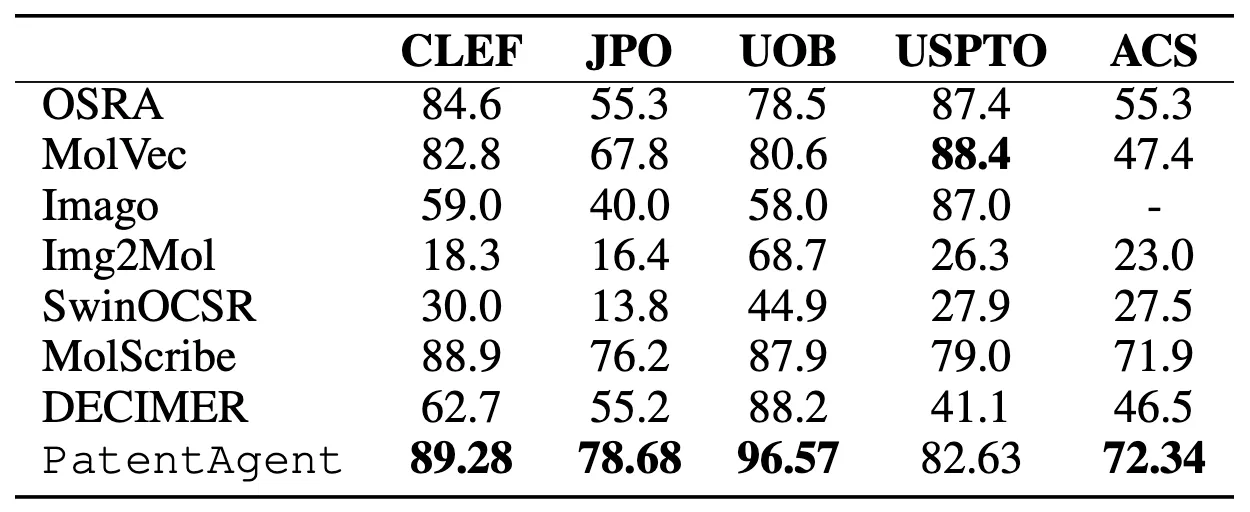 CLEF JPO UOB USPTO ACS
OSRA 84.6 55.3 78.5 87.4 55.3
MolVec 82.8 67.8 80.6 88.4 47.4
Imago 59.0 40.0 58.0 87.0 -
Img2Mol 18.3 16.4 68.7 26.3 23.0
SwinOCSR 30.0 13.8 44.9 27.9 27.5
MolScribe 88.9 76.2 87.9 79.0 71.9
DECIMER 62.7 55.2 88.2 41.1 46.5
PatentAgent 89.28 78.68 96.57 82.63 72.34